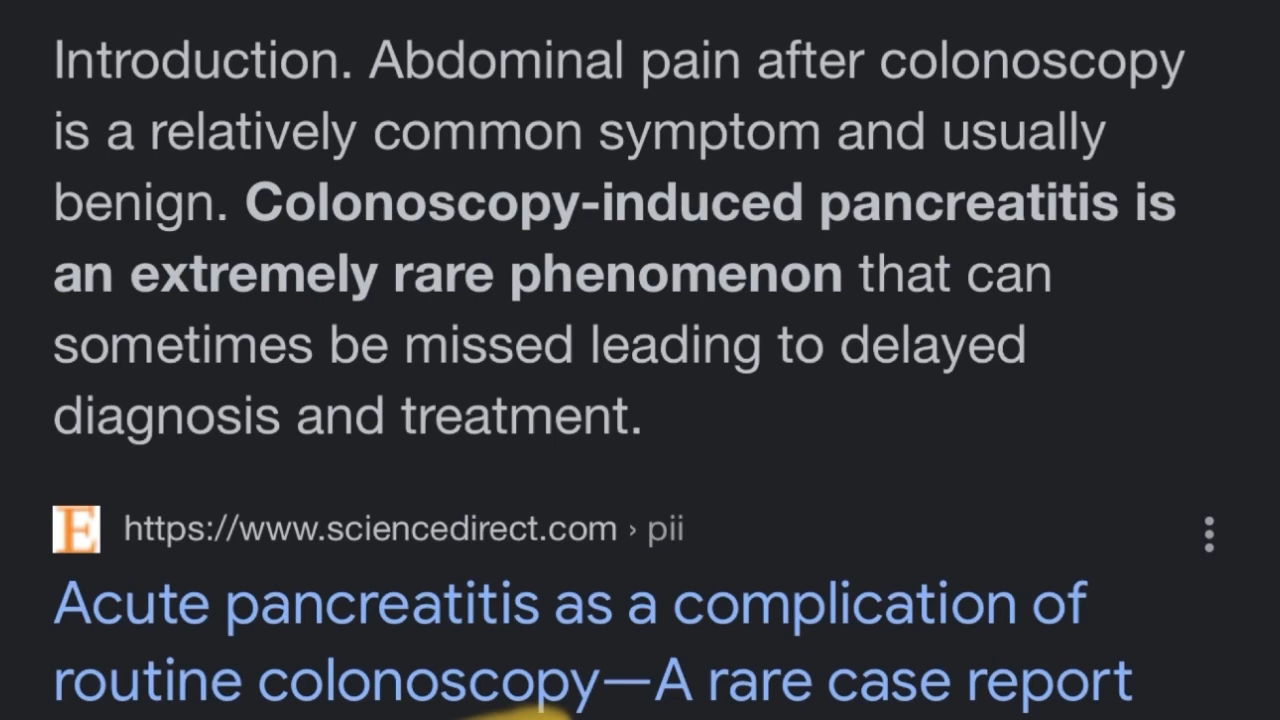 Introduction. Abdominal pain after colonoscopy
is a relatively common symptom and usually
benign. Colonoscopy-induced pancreatitis is
an extremely rare phenomenon that can
sometimes be missed leading to delayed
diagnosis and treatment.
E
https://www.sciencedirect.com › pii
Acute pancreatitis as a complication of
routine colonoscopy—A rare case report